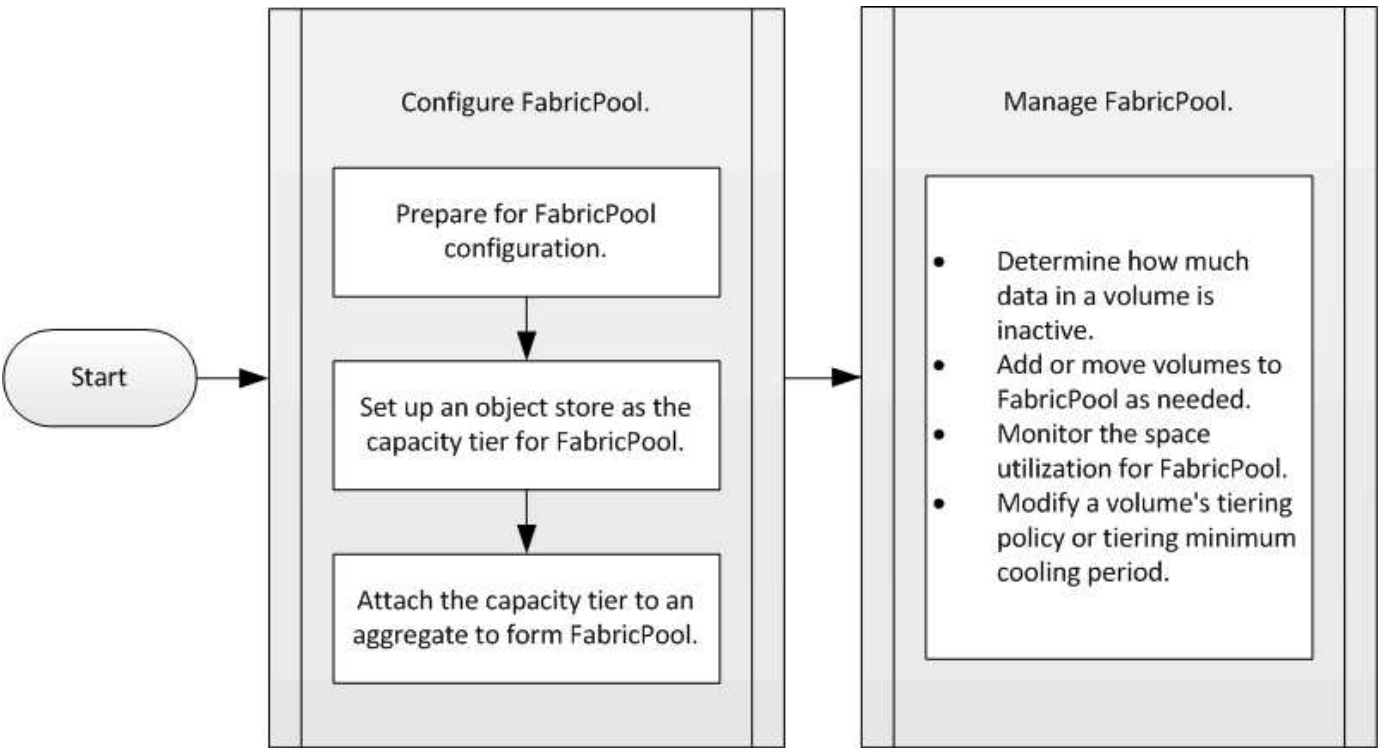 Start
Configure FabricPool.
Prepare for FabricPool
configuration.
Set up an object store as the
capacity tier for FabricPool.
Attach the capacity tier to an
aggregate to form FabricPool.
Manage FabricPool.
• Determine how much
data in a volume is
inactive.
• Add or move volumes to
FabricPool as needed.
• Monitor the space
utilization for FabricPool.
• Modify a volume's tiering
policy or tiering minimum
cooling period.